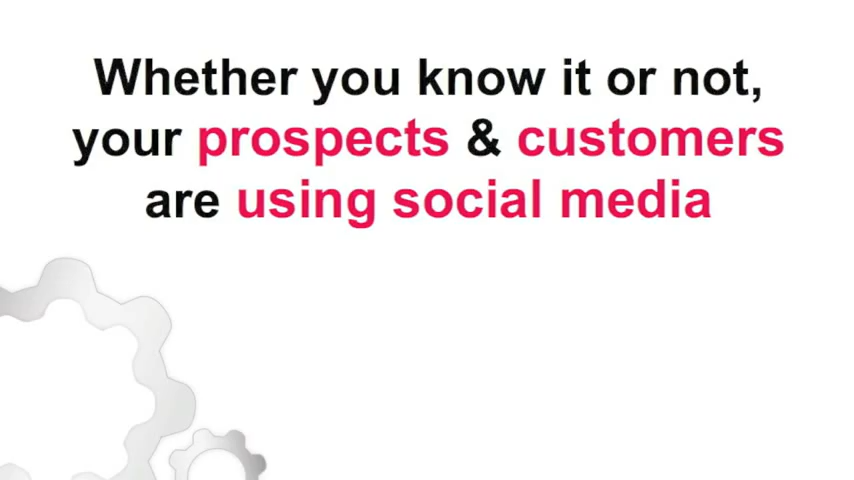 Whether you know it or not,
your prospects & customers
are using social media